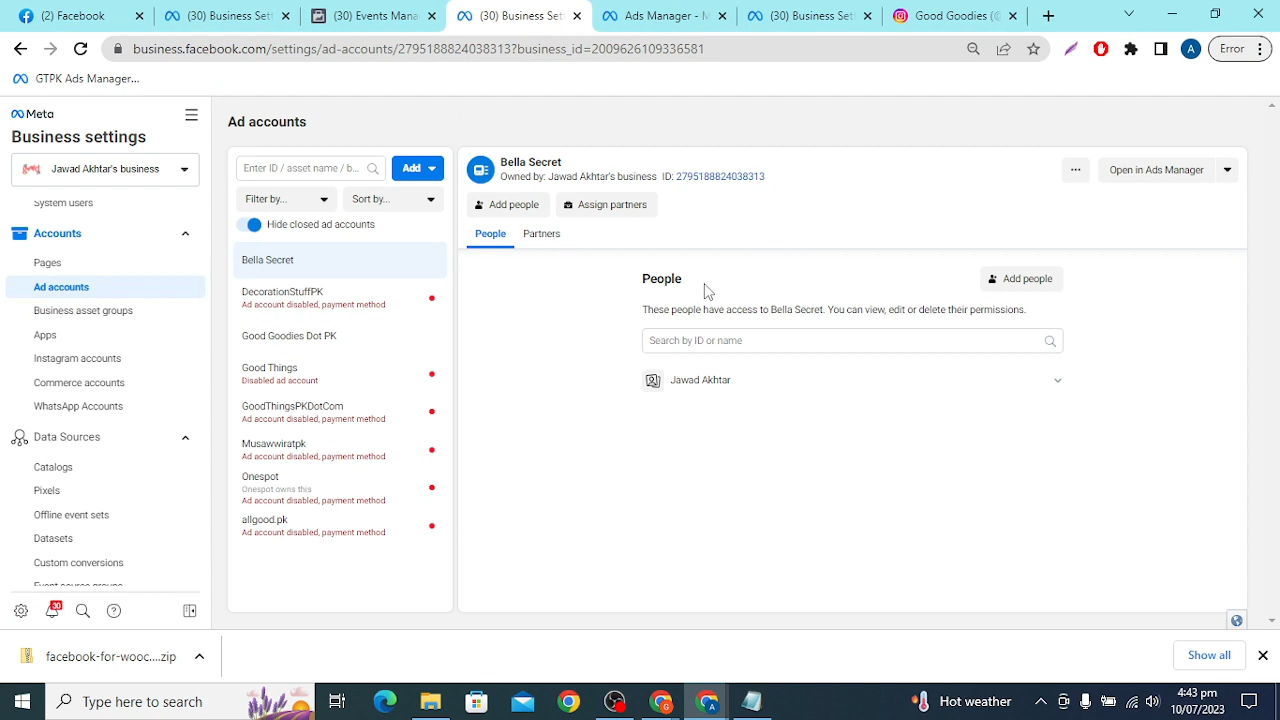 (30) Facebook
(30) Business Sett
(30) Events Mana
(30) Business Sett
Ads Manager - M
(30) Business Sett
Good Goodies (@
business.facebook.com/settings/ad-accounts/2795188824038313?business_id=2009626109336581
A
Error
GTPK Ads Manager...
Meta
Business settings
Jawad Akhtar's business
System users
Accounts
Pages
Ad accounts
Business asset groups
Apps
Instagram accounts
Commerce accounts
WhatsApp Accounts
Data Sources
Catalogs
Pixels
Offline event sets
Datasets
Custom conversions
Event source groups
30
Ad accounts
Enter ID / asset name / b...
Add
Filter by...
Sort by...
Hide closed ad accounts
Bella Secret
DecorationStuffPK
Ad account disabled, payment method
Good Goodies Dot PK
Good Things
Disabled ad account
GoodThingsPKDotCom
Ad account disabled, payment method
Musawwiratpk
Ad account disabled, payment method
Onespot
Onespot owns this
Ad account disabled, payment method
allgood.pk
Ad account disabled, payment method
Bella Secret
Owned by: Jawad Akhtar's business ID: 2795188824038313
...
Open in Ads Manager
Add people
Assign partners
People
Partners
People
Add people
These people have access to Bella Secret. You can view, edit or delete their permissions.
Search by ID or name
Jawad Akhtar
facebook-for-wooc....zip
Show all
Type here to search
Hot weather
4:43 pm
10/07/2023